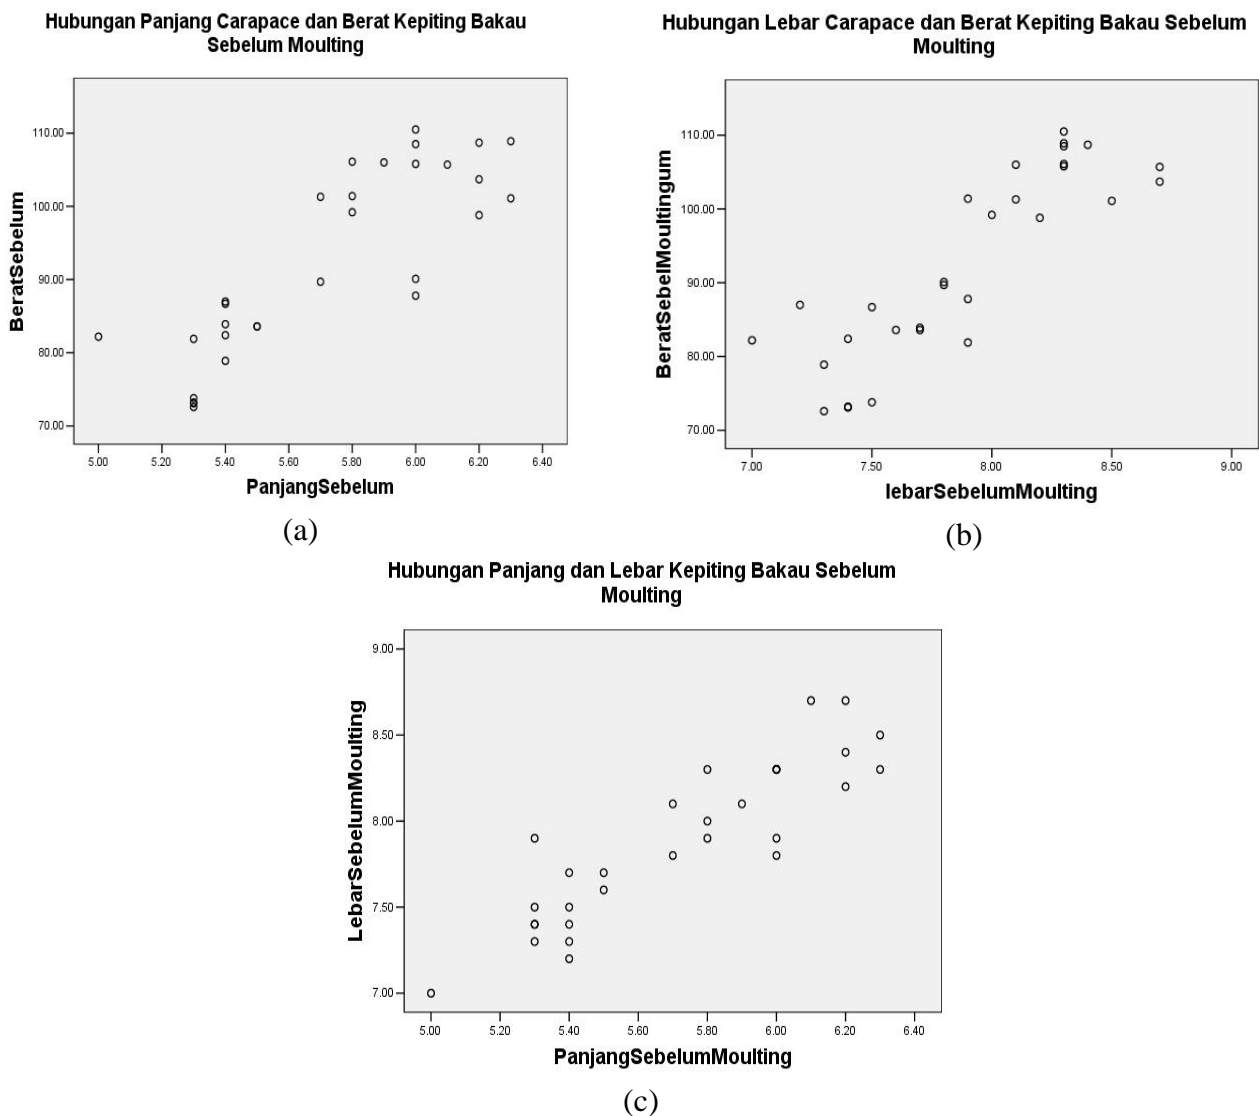 Hubungan Panjang Carapace dan Berat Kepiting Bakau
Sebelum Moulting
BeratSebelum
110.00
100.00
90.00
80.00
70.00
5.00 5.20 5.40 5.60 5.80 6.00 6.20 6.40
PanjangSebelum
(a)
Hubungan Lebar Carapace dan Berat Kepiting Bakau Sebelum
Moulting
BeratSebelMoultingum
110.00
100.00
90.00
80.00
70.00
7.00 7.50 8.00 8.50 9.00
lebarSebelumMoulting
(b)
Hubungan Panjang dan Lebar Kepiting Bakau Sebelum
Moulting
LebarSebelumMoulting
9.00
8.50
8.00
7.50
7.00
5.00 5.20 5.40 5.60 5.80 6.00 6.20 6.40
PanjangSebelumMoulting
(c)